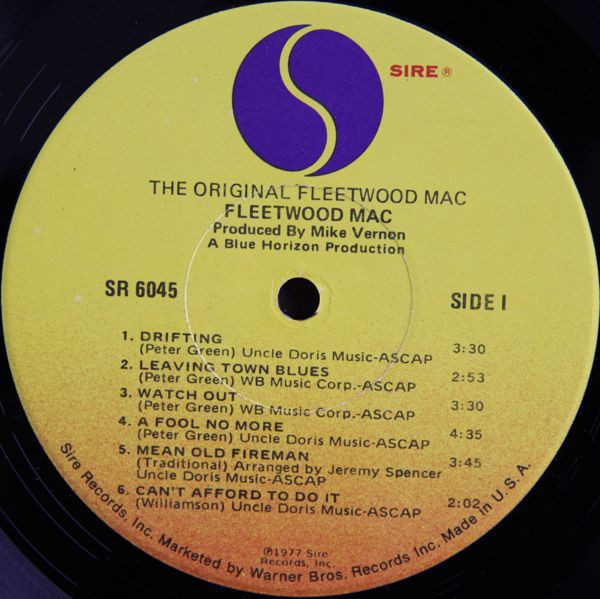 SIRE ®
THE ORIGINAL FLEETWOOD MAC
FLEETWOOD MAC
Produced By Mike Vernon
A Blue Horizon Production
SR 6045
SIDE I
1. DRIFTING
(Peter Green) Uncle Doris Music-ASCAP 3:30
2. LEAVING TOWN BLUES
(Peter Green) WB Music Corp.-ASCAP 2:53
3. WATCH OUT
(Peter Green) WB Music Corp.-ASCAP 3:30
4. A FOOL NO MORE
(Peter Green) Uncle Doris Music-ASCAP 4:35
5. MEAN OLD FIREMAN
(Traditional) Arranged by Jeremy Spencer 3:45
Uncle Doris Music-ASCAP
6. CAN'T AFFORD TO DO IT
(Williamson) Uncle Doris Music-ASCAP 2:02
℗1977 Sire
Records, Inc.
Sire Records, Inc. Marketed by Warner Bros. Records Inc. Made in U.S.A.